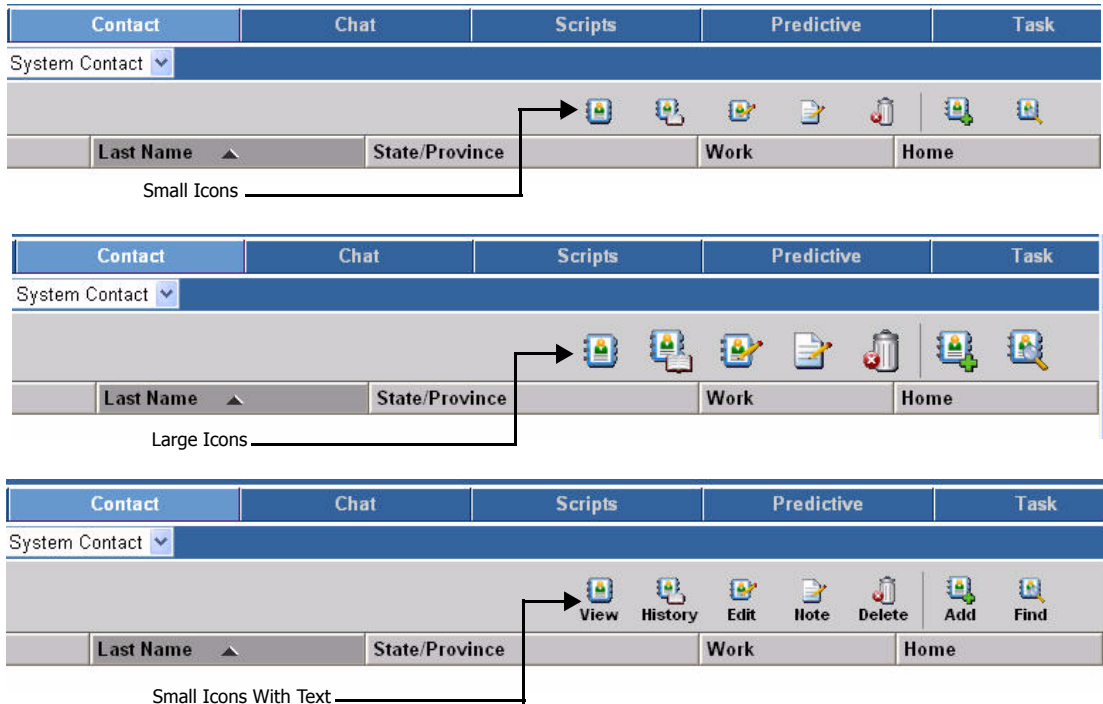 Contact Chat Scripts Predictive Task
System Contact
Last Name State/Province Work Home
Small Icons
Contact Chat Scripts Predictive Task
System Contact
Last Name State/Province Work Home
Large Icons
Contact Chat Scripts Predictive Task
System Contact
View History Edit Note Delete Add Find
Last Name State/Province Work Home
Small Icons With Text